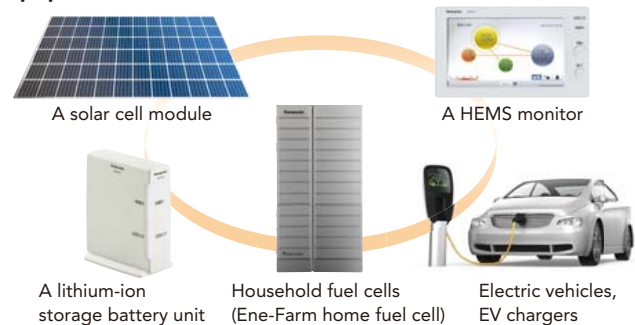 A solar cell module
A HEMS monitor
Panasonic
A lithium-ion
storage battery unit
Household fuel cells
(Ene-Farm home fuel cell)
Electric vehicles,
EV chargers